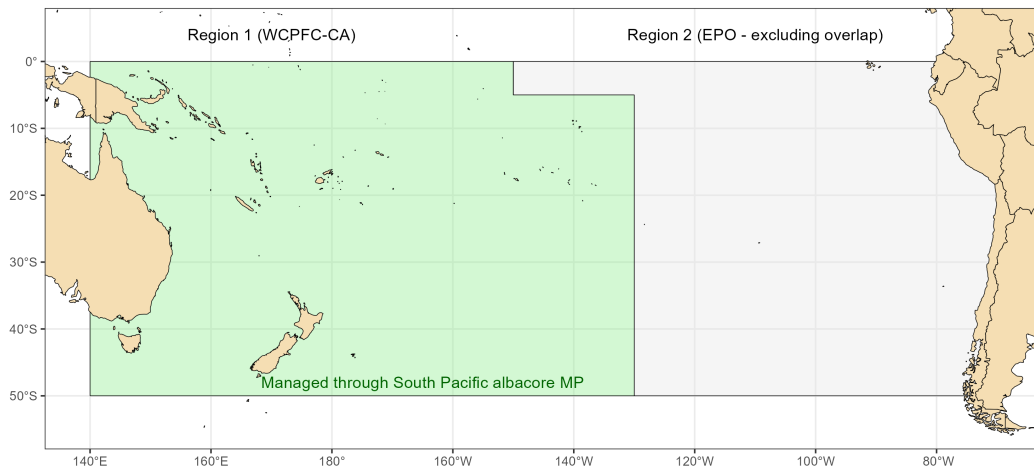 Region 1 (WCPFC-CA)
Region 2 (EPO - excluding overlap)
0°
10°S
20°S
30°S
40°S
50°S
Managed through South Pacific albacore MP
140°E
160°E
180°
160°W
140°W
120°W
100°W
80°W